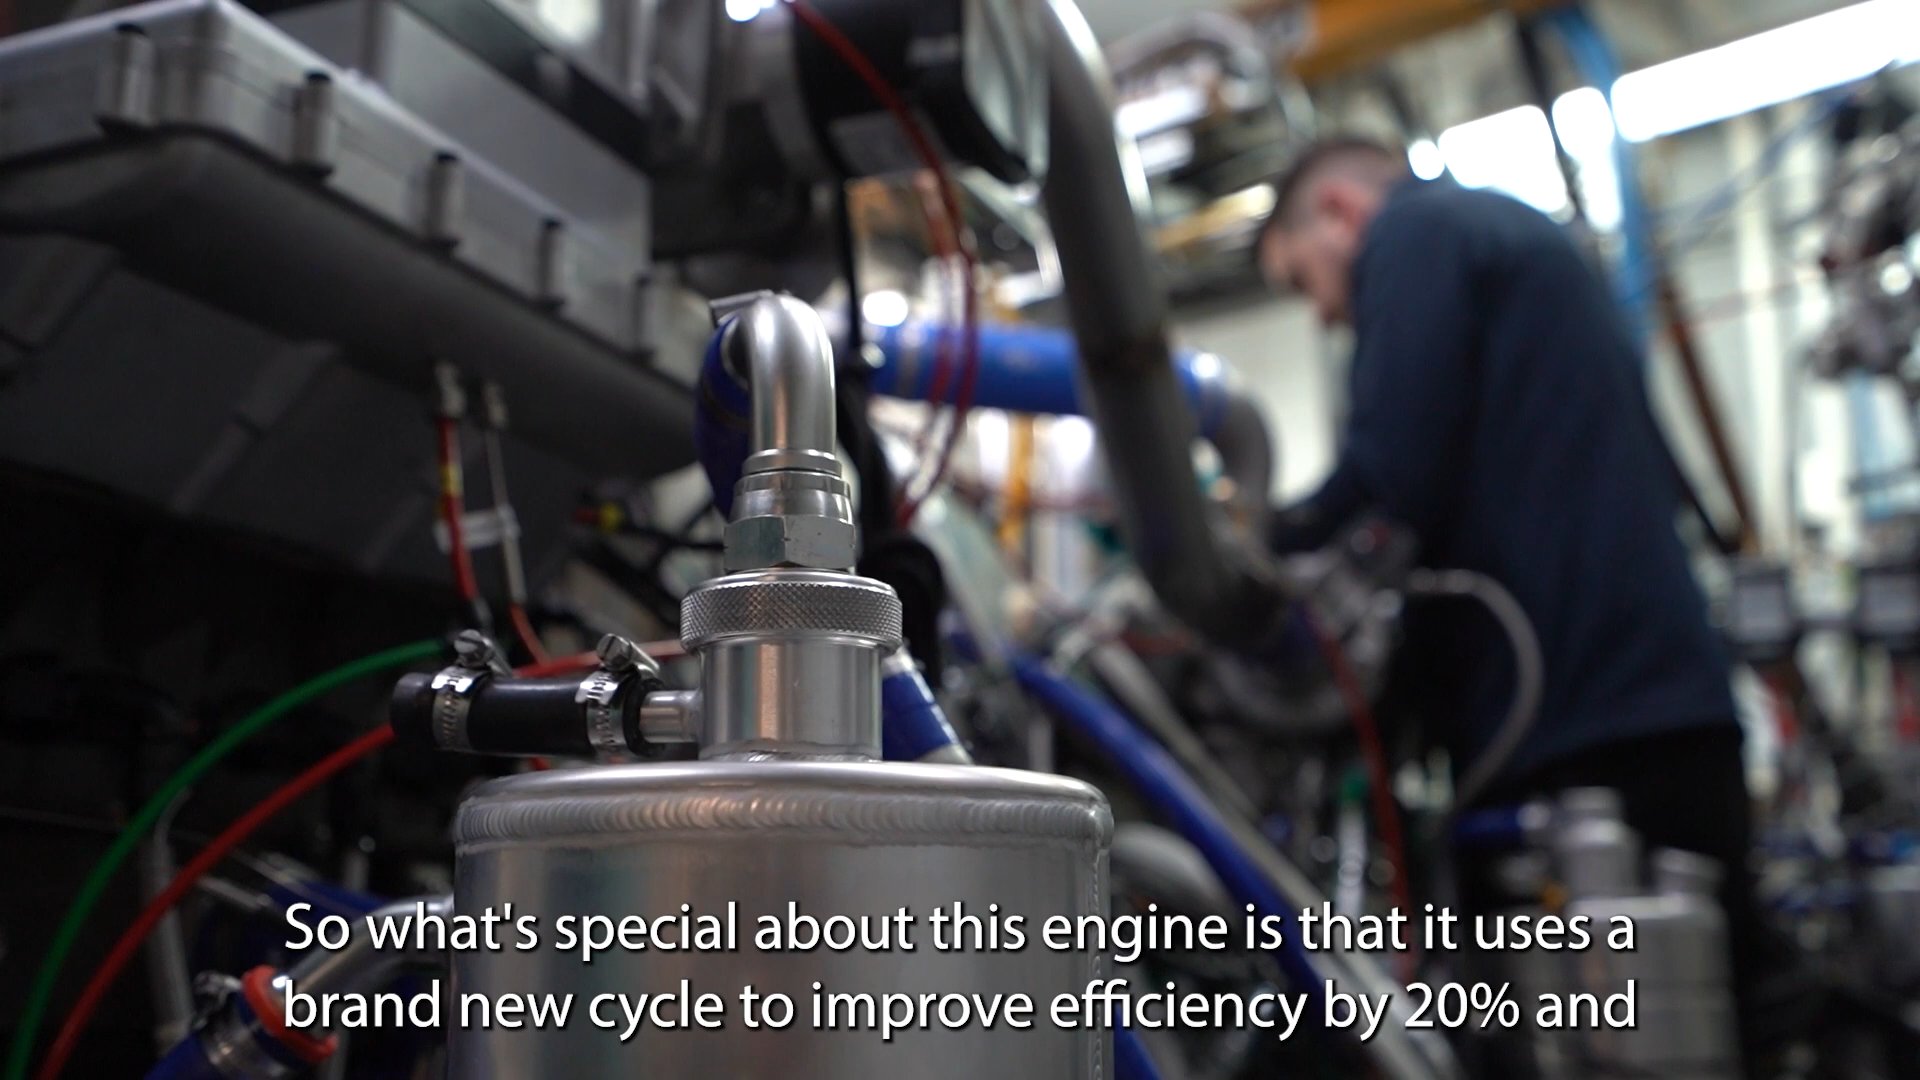 So what's special about this engine is that it uses a
brand new cycle to improve efficiency by 20% and